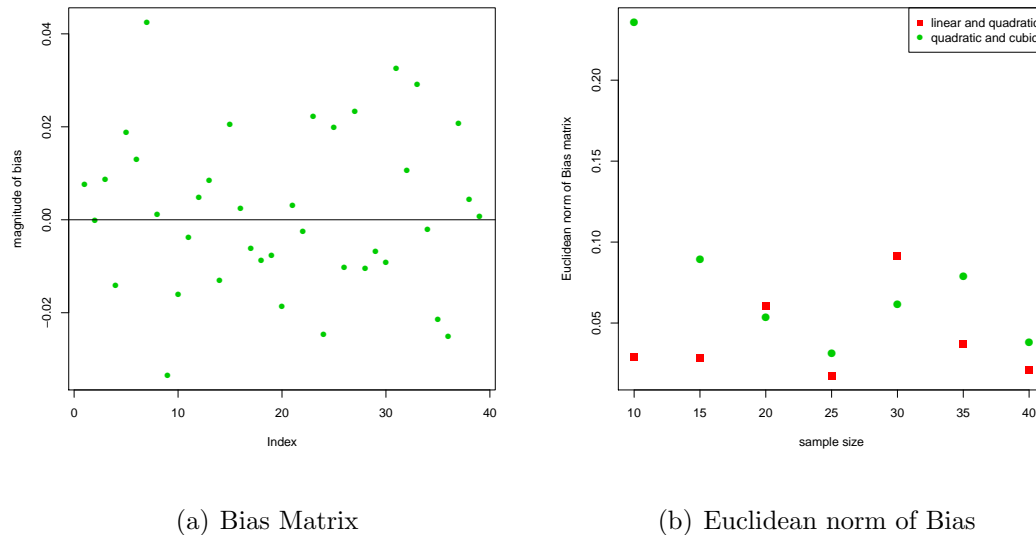 0.04
0.02
0.00
−0.02
magnitude of bias
0
10
20
30
40
Index
(a) Bias Matrix
linear and quadratic
quadratic and cubic
0.20
0.15
0.10
0.05
Euclidean norm of Bias matrix
10
15
20
25
30
35
40
sample size
(b) Euclidean norm of Bias